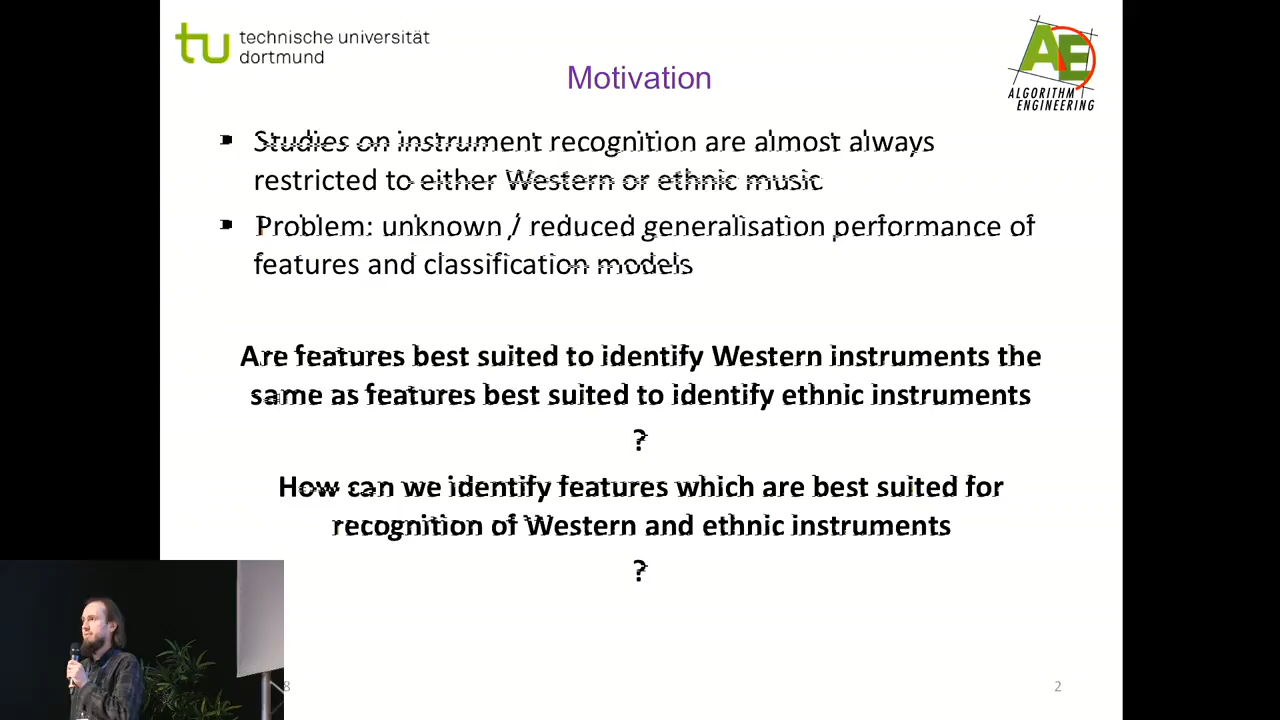 technische universität
dortmund
Motivation
ALGORITHM
ENGINEERING
AE
tu
▪ Studies on instrument recognition are almost always
restricted to either Western or ethnic music
▪ Problem: unknown / reduced generalisation performance of
features and classification models
Are features best suited to identify Western instruments the
same as features best suited to identify ethnic instruments
?
How can we identify features which are best suited for
recognition of Western and ethnic instruments
?
8
2